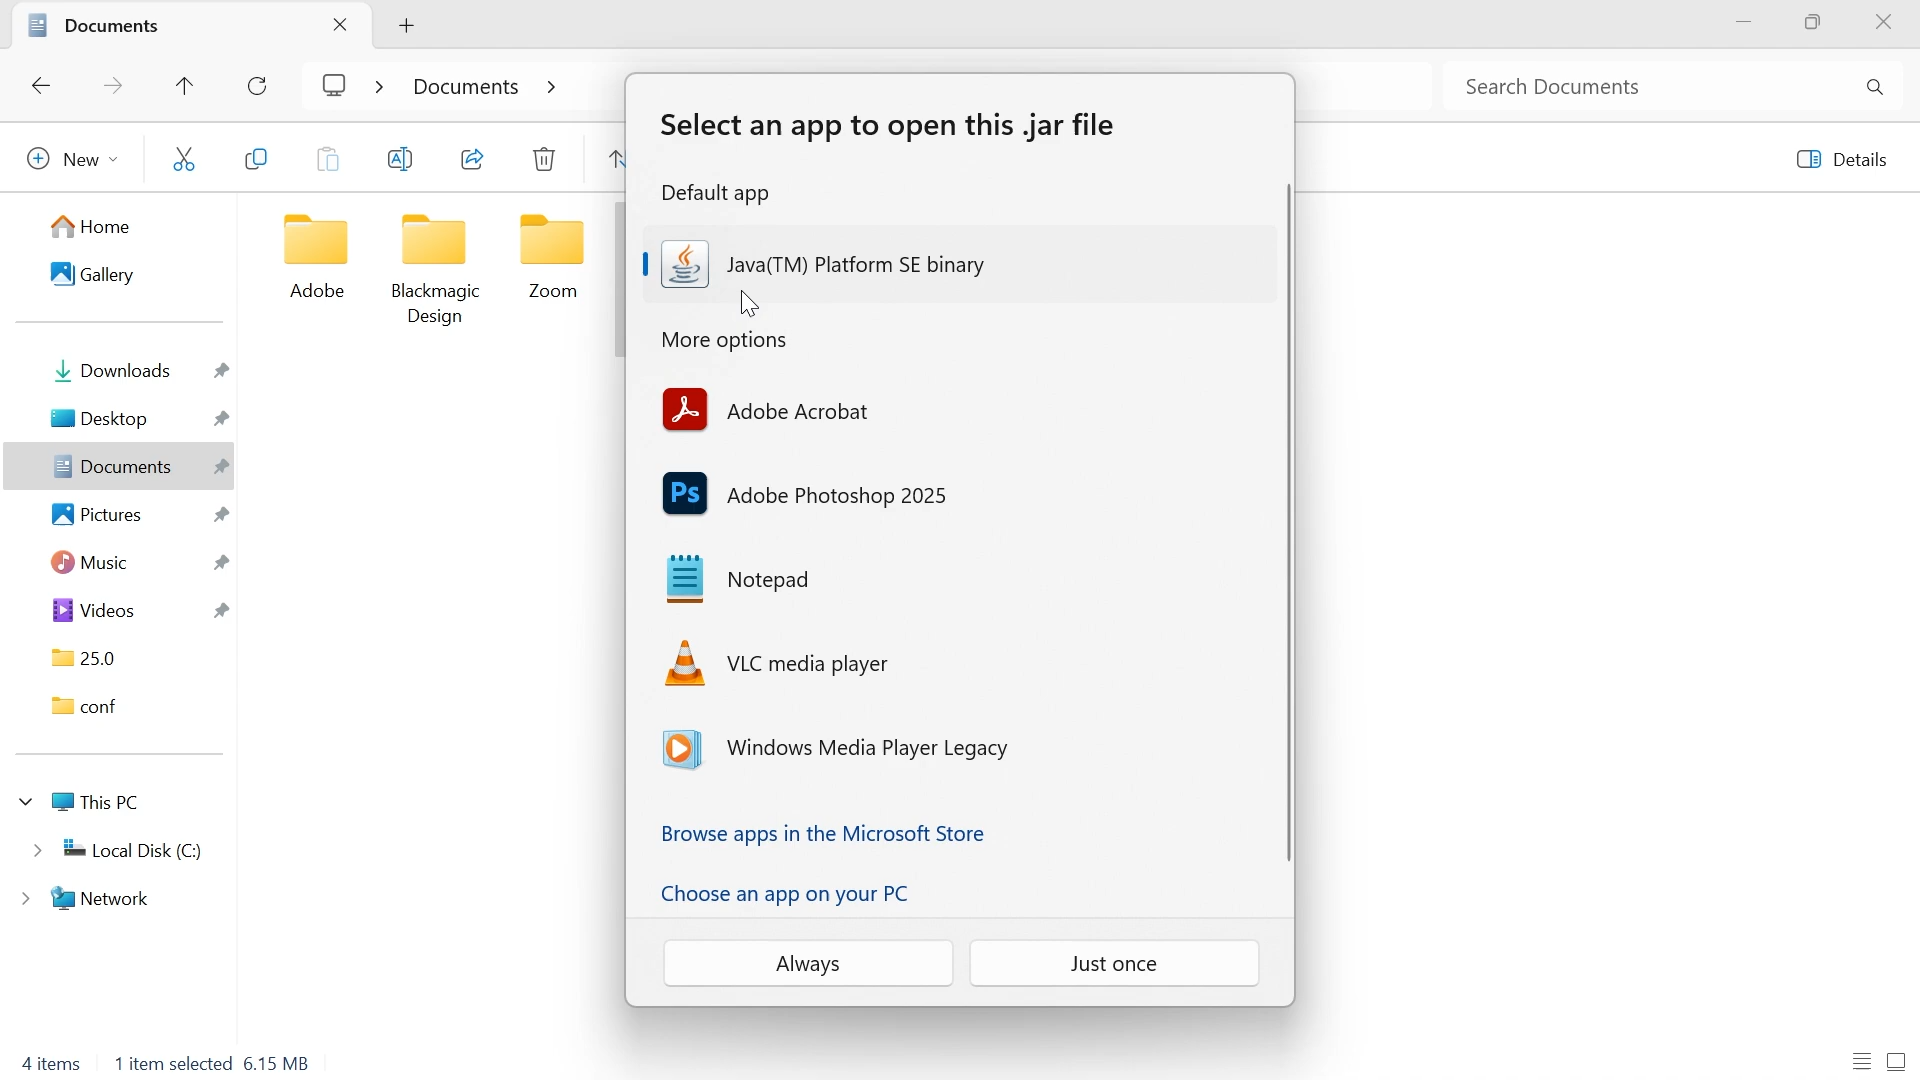 Documents
Documents
Search Documents
New
Details
Home
Gallery
Downloads
Desktop
Documents
Pictures
Music
Videos
25.0
conf
This PC
Local Disk (C:)
Network
Adobe
Blackmagic
Design
Zoom
Select an app to open this .jar file
Default app
Java(TM) Platform SE binary
More options
Adobe Acrobat
Ps
Adobe Photoshop 2025
Notepad
VLC media player
Windows Media Player Legacy
Browse apps in the Microsoft Store
Choose an app on your PC
Always
Just once
4 items
1 item selected 6.15 MB